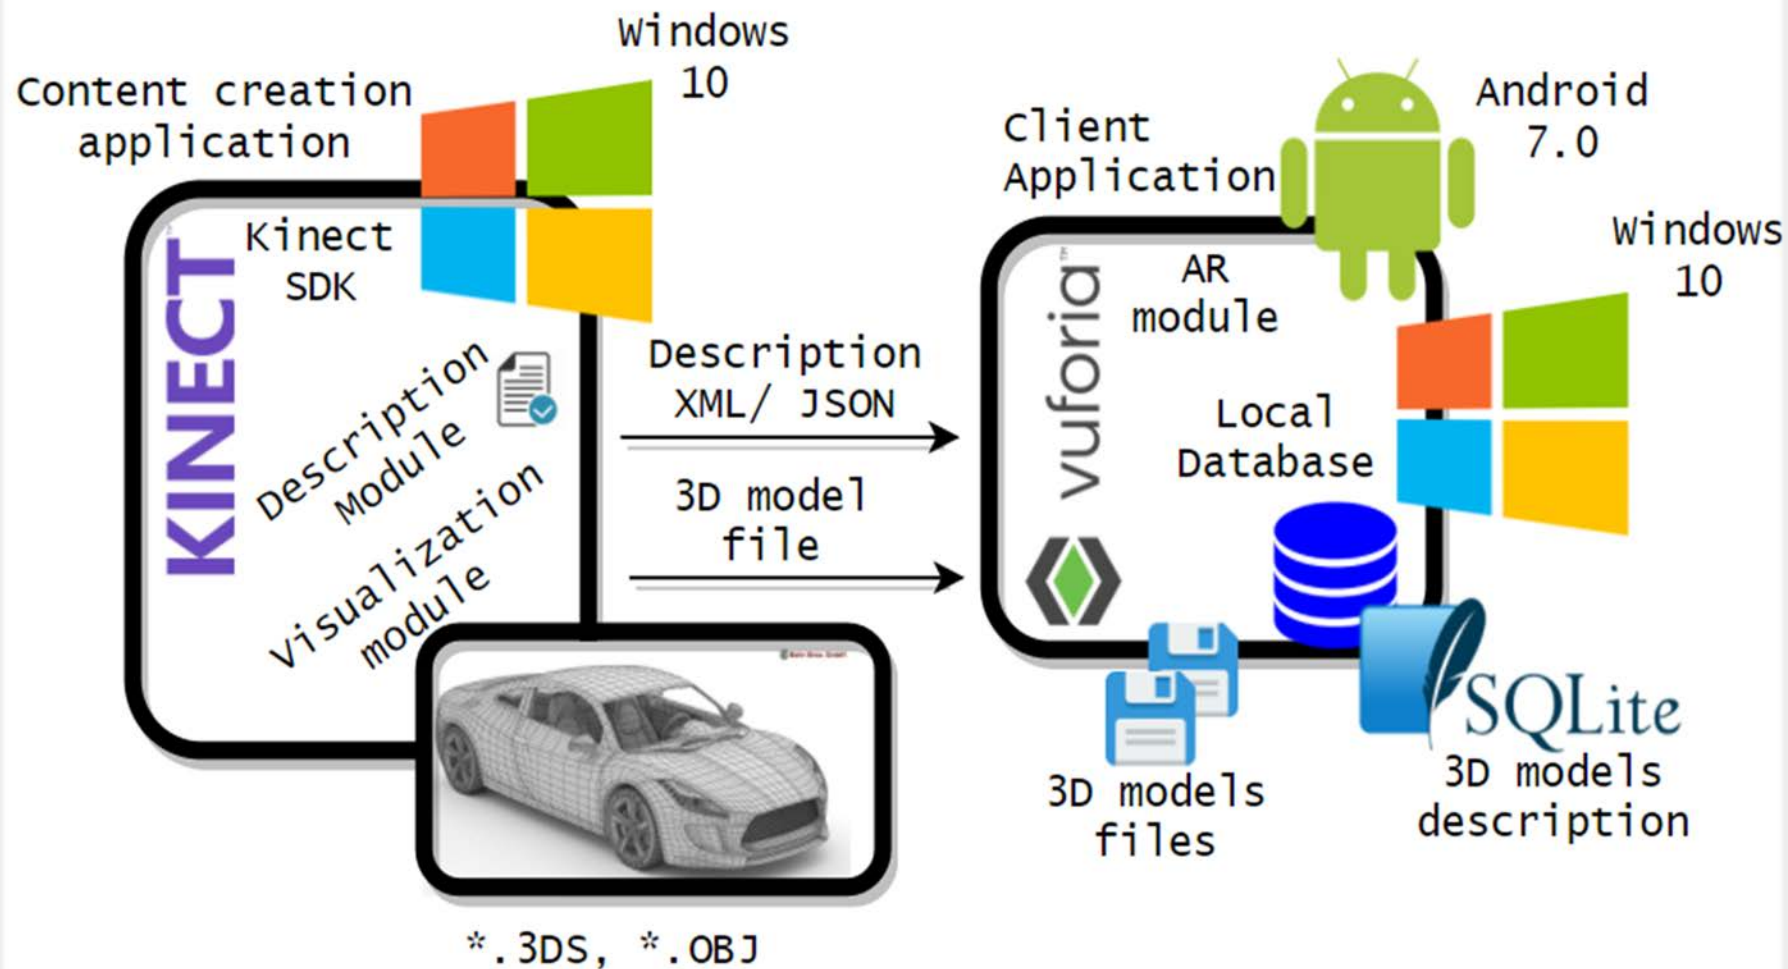 Windows
10
Content creation
application
Kinect
SDK
KINECT
Description
Module
Visualization
module
Description
XML/ JSON
3D model
file
*.3DS, *.OBJ
Client
Application
Android
7.0
Windows
10
vuforia™
AR
module
Local
Database
SQLite
3D models
files
3D models
description